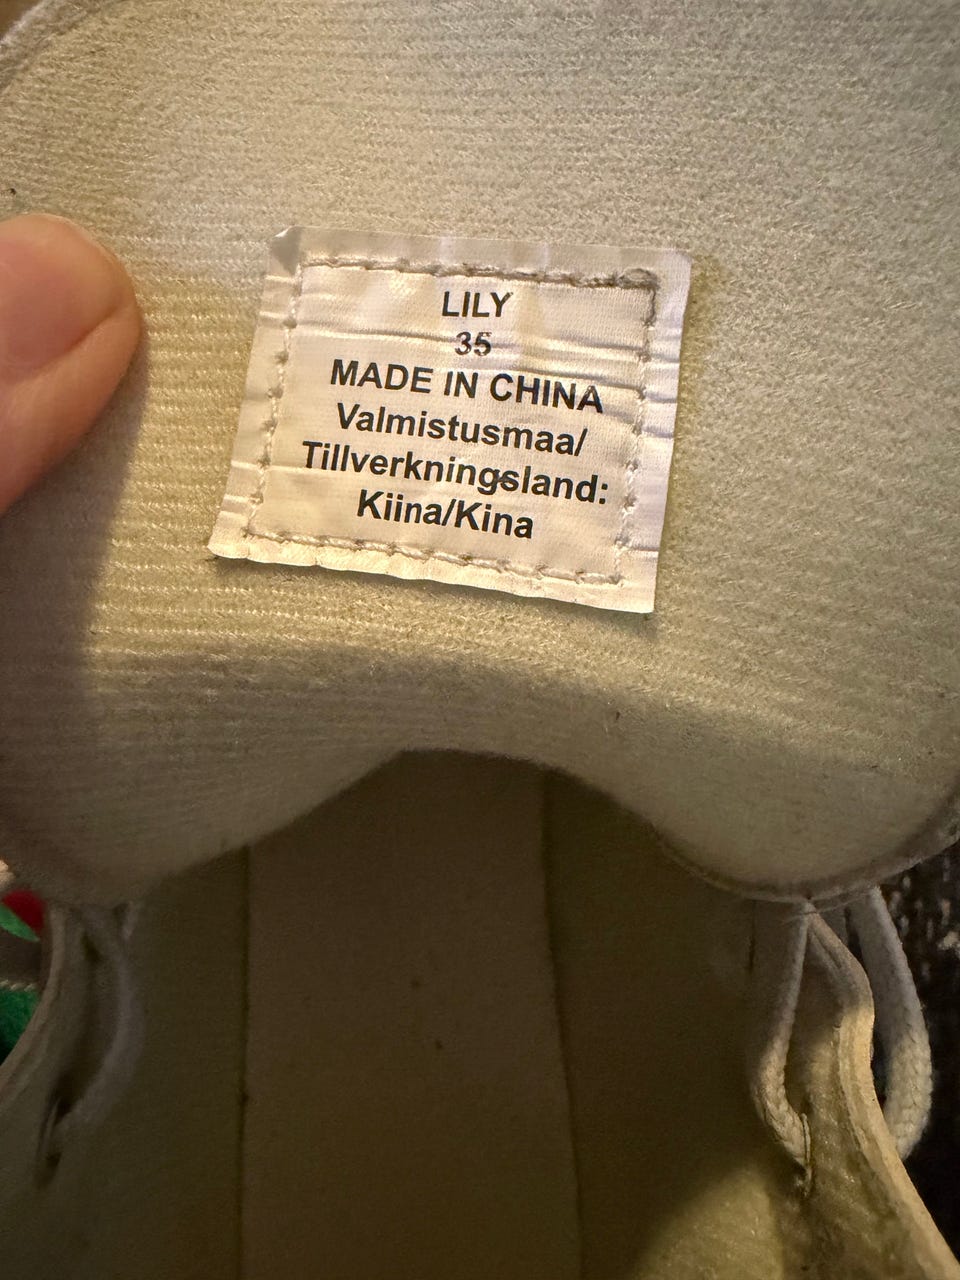 LILY
35
MADE IN CHINA
Valmistusmaa/
Tillverkningsland:
Kiina/Kina